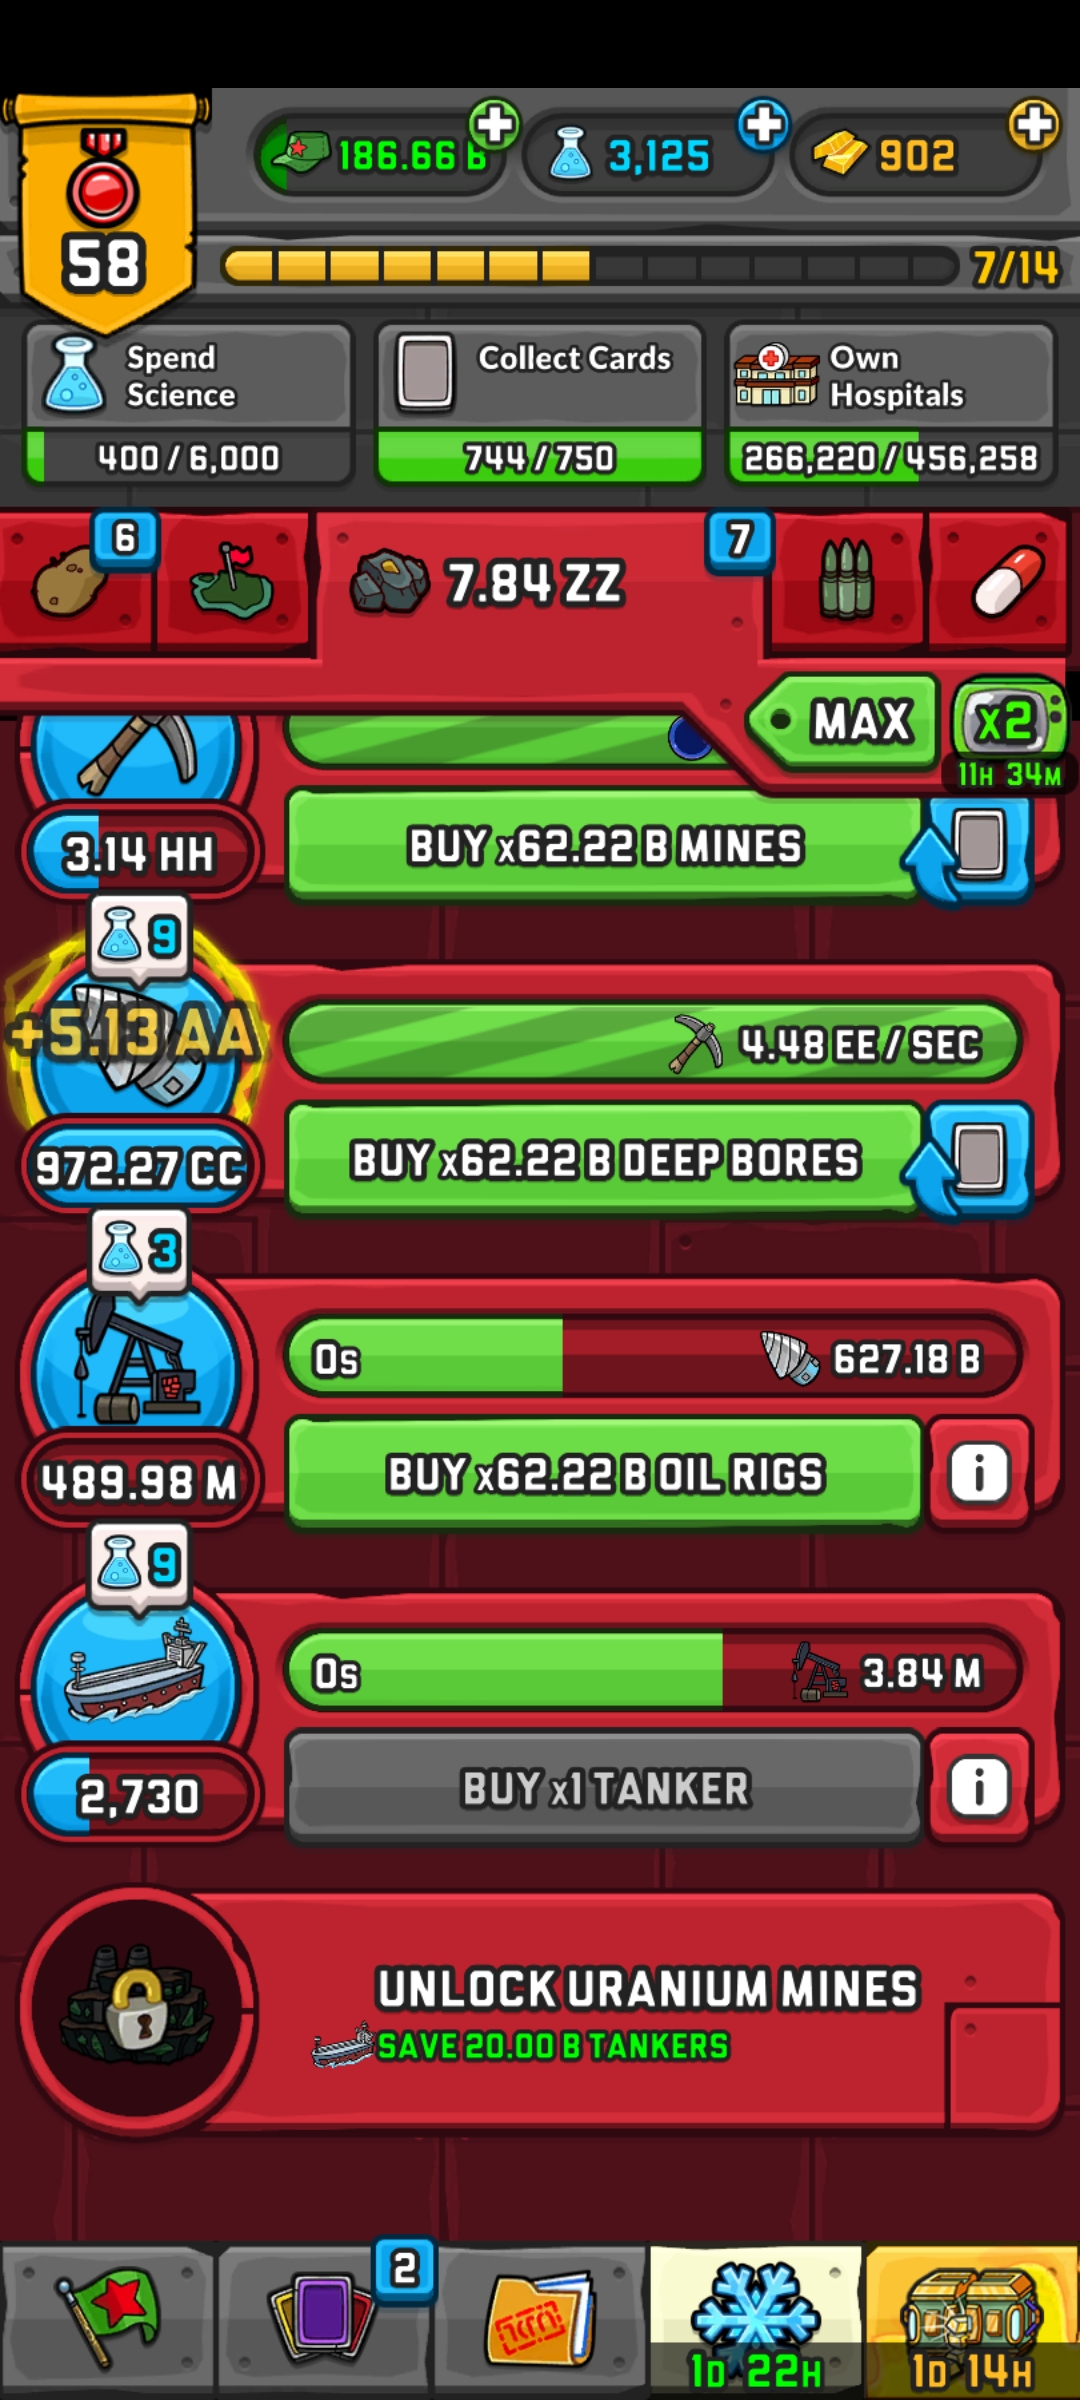 186.66 B
3,125
902
58
7/14
Spend
Science
400 / 6,000
Collect Cards
744 / 750
Own
Hospitals
266,220 / 456,258
6
7.84 ZZ
7
MAX
x2
11H 34M
3.14 HH
BUY x62.22 B MINES
9
+5.13 AA
4.48 EE / SEC
972.27 CC
BUY x62.22 B DEEP BORES
3
0s
627.18 B
489.98 M
BUY x62.22 B OIL RIGS
i
9
0s
3.84 M
2,730
BUY x1 TANKER
i
UNLOCK URANIUM MINES
SAVE 20.00 B TANKERS
2
1D 22H
1D 14H